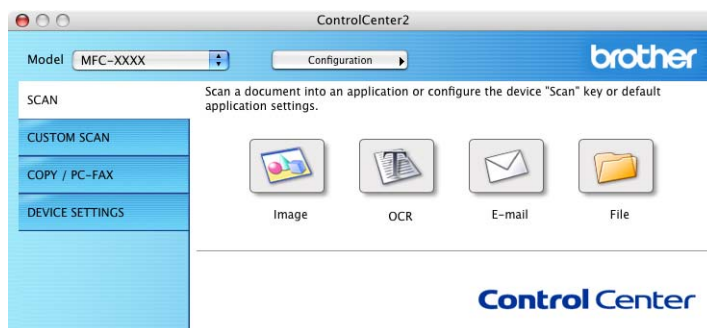 ControlCenter2
Model MFC-XXXX Configuration brother
SCAN
Scan a document into an application or configure the device "Scan" key or default
application settings.
CUSTOM SCAN
COPY / PC-FAX
DEVICE SETTINGS
Image OCR E-mail File
Control Center